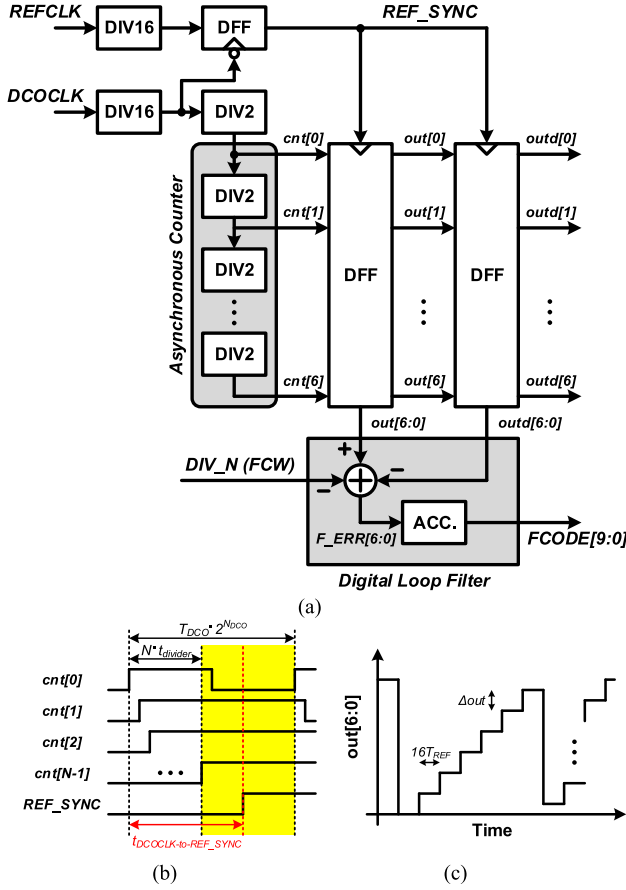 REFCLK
DIV16
DFF
REF_SYNC
DCOCLK
DIV16
DIV2
cnt[0]
out[0]
outd[0]
Asynchronous Counter
DIV2
cnt[1]
out[1]
outd[1]
DIV2
DFF
DFF
DIV2
cnt[6]
out[6]
outd[6]
out[6:0]
outd[6:0]
DIV_N (FCW)
+
−
−
F_ERR[6:0]
ACC.
FCODE[9:0]
Digital Loop Filter
(a)
T_DCO · 2^N_DCO
N · t_divider
cnt[0]
cnt[1]
cnt[2]
cnt[N-1]
REF_SYNC
t_DCOCLK-to-REF_SYNC
(b)
out[6:0]
Δout
16T_REF
Time
(c)